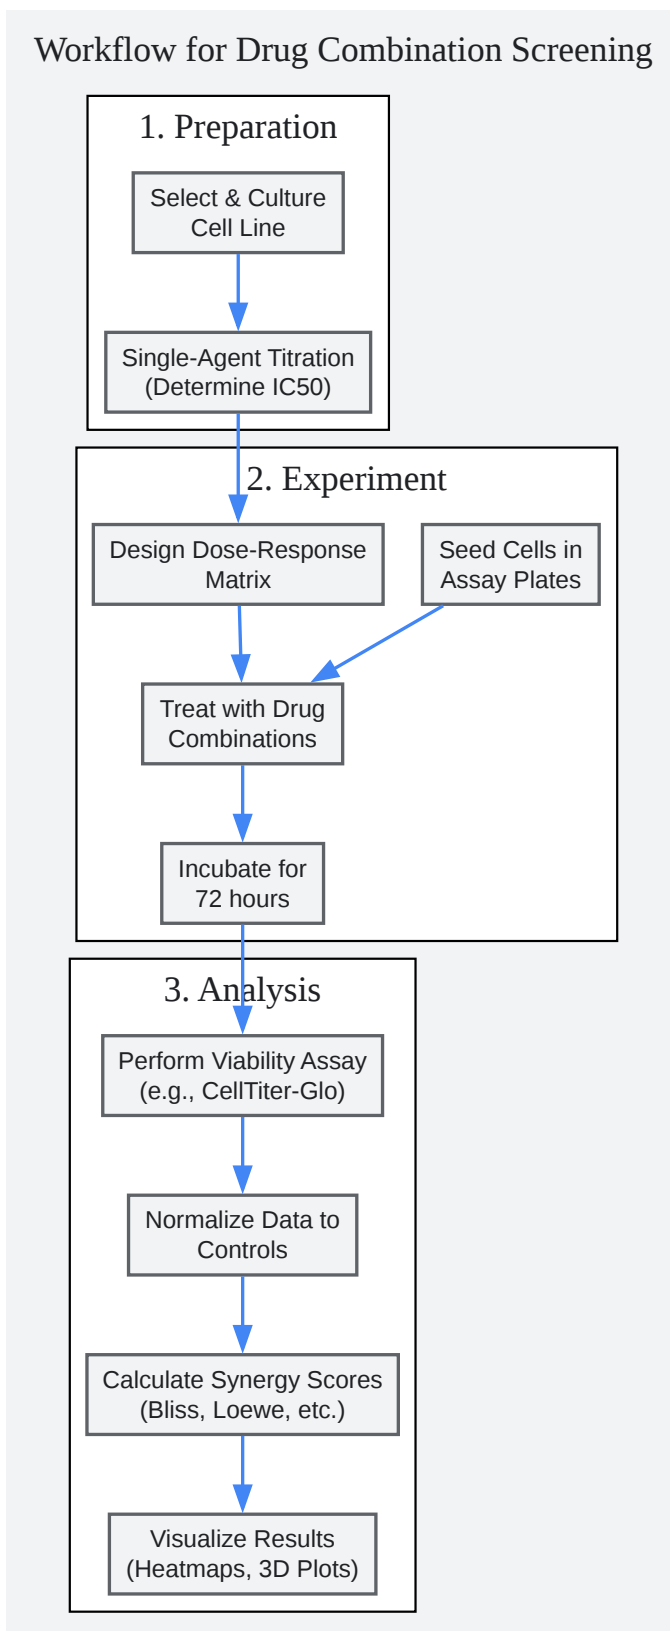 Workflow for Drug Combination Screening
1. Preparation
Select & Culture
Cell Line
Single-Agent Titration
(Determine IC50)
2. Experiment
Design Dose-Response
Matrix
Seed Cells in
Assay Plates
Treat with Drug
Combinations
Incubate for
72 hours
3. Analysis
Perform Viability Assay
(e.g., CellTiter-Glo)
Normalize Data to
Controls
Calculate Synergy Scores
(Bliss, Loewe, etc.)
Visualize Results
(Heatmaps, 3D Plots)